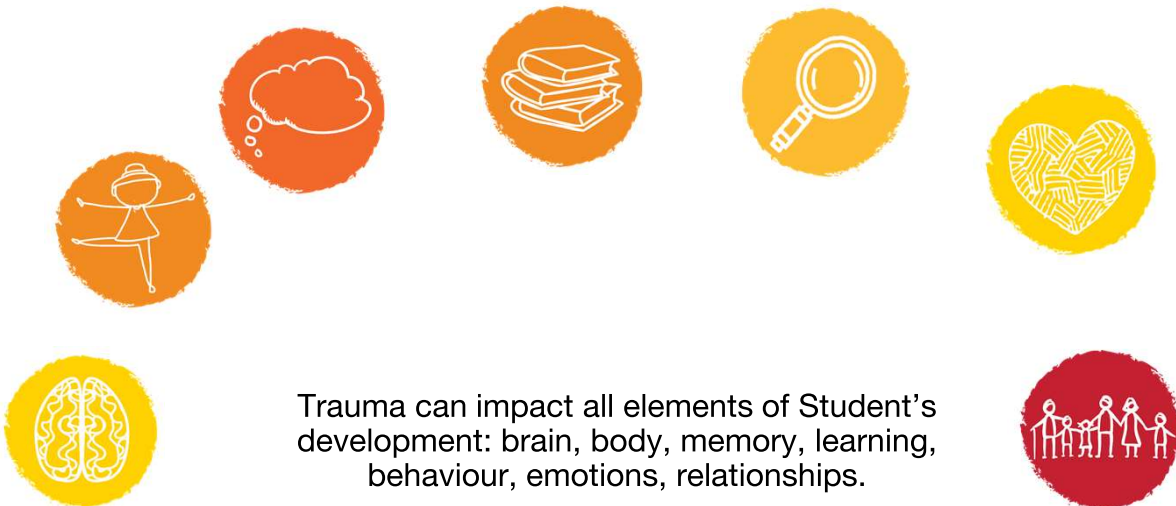 Trauma can impact all elements of Student’s
development: brain, body, memory, learning,
behaviour, emotions, relationships.